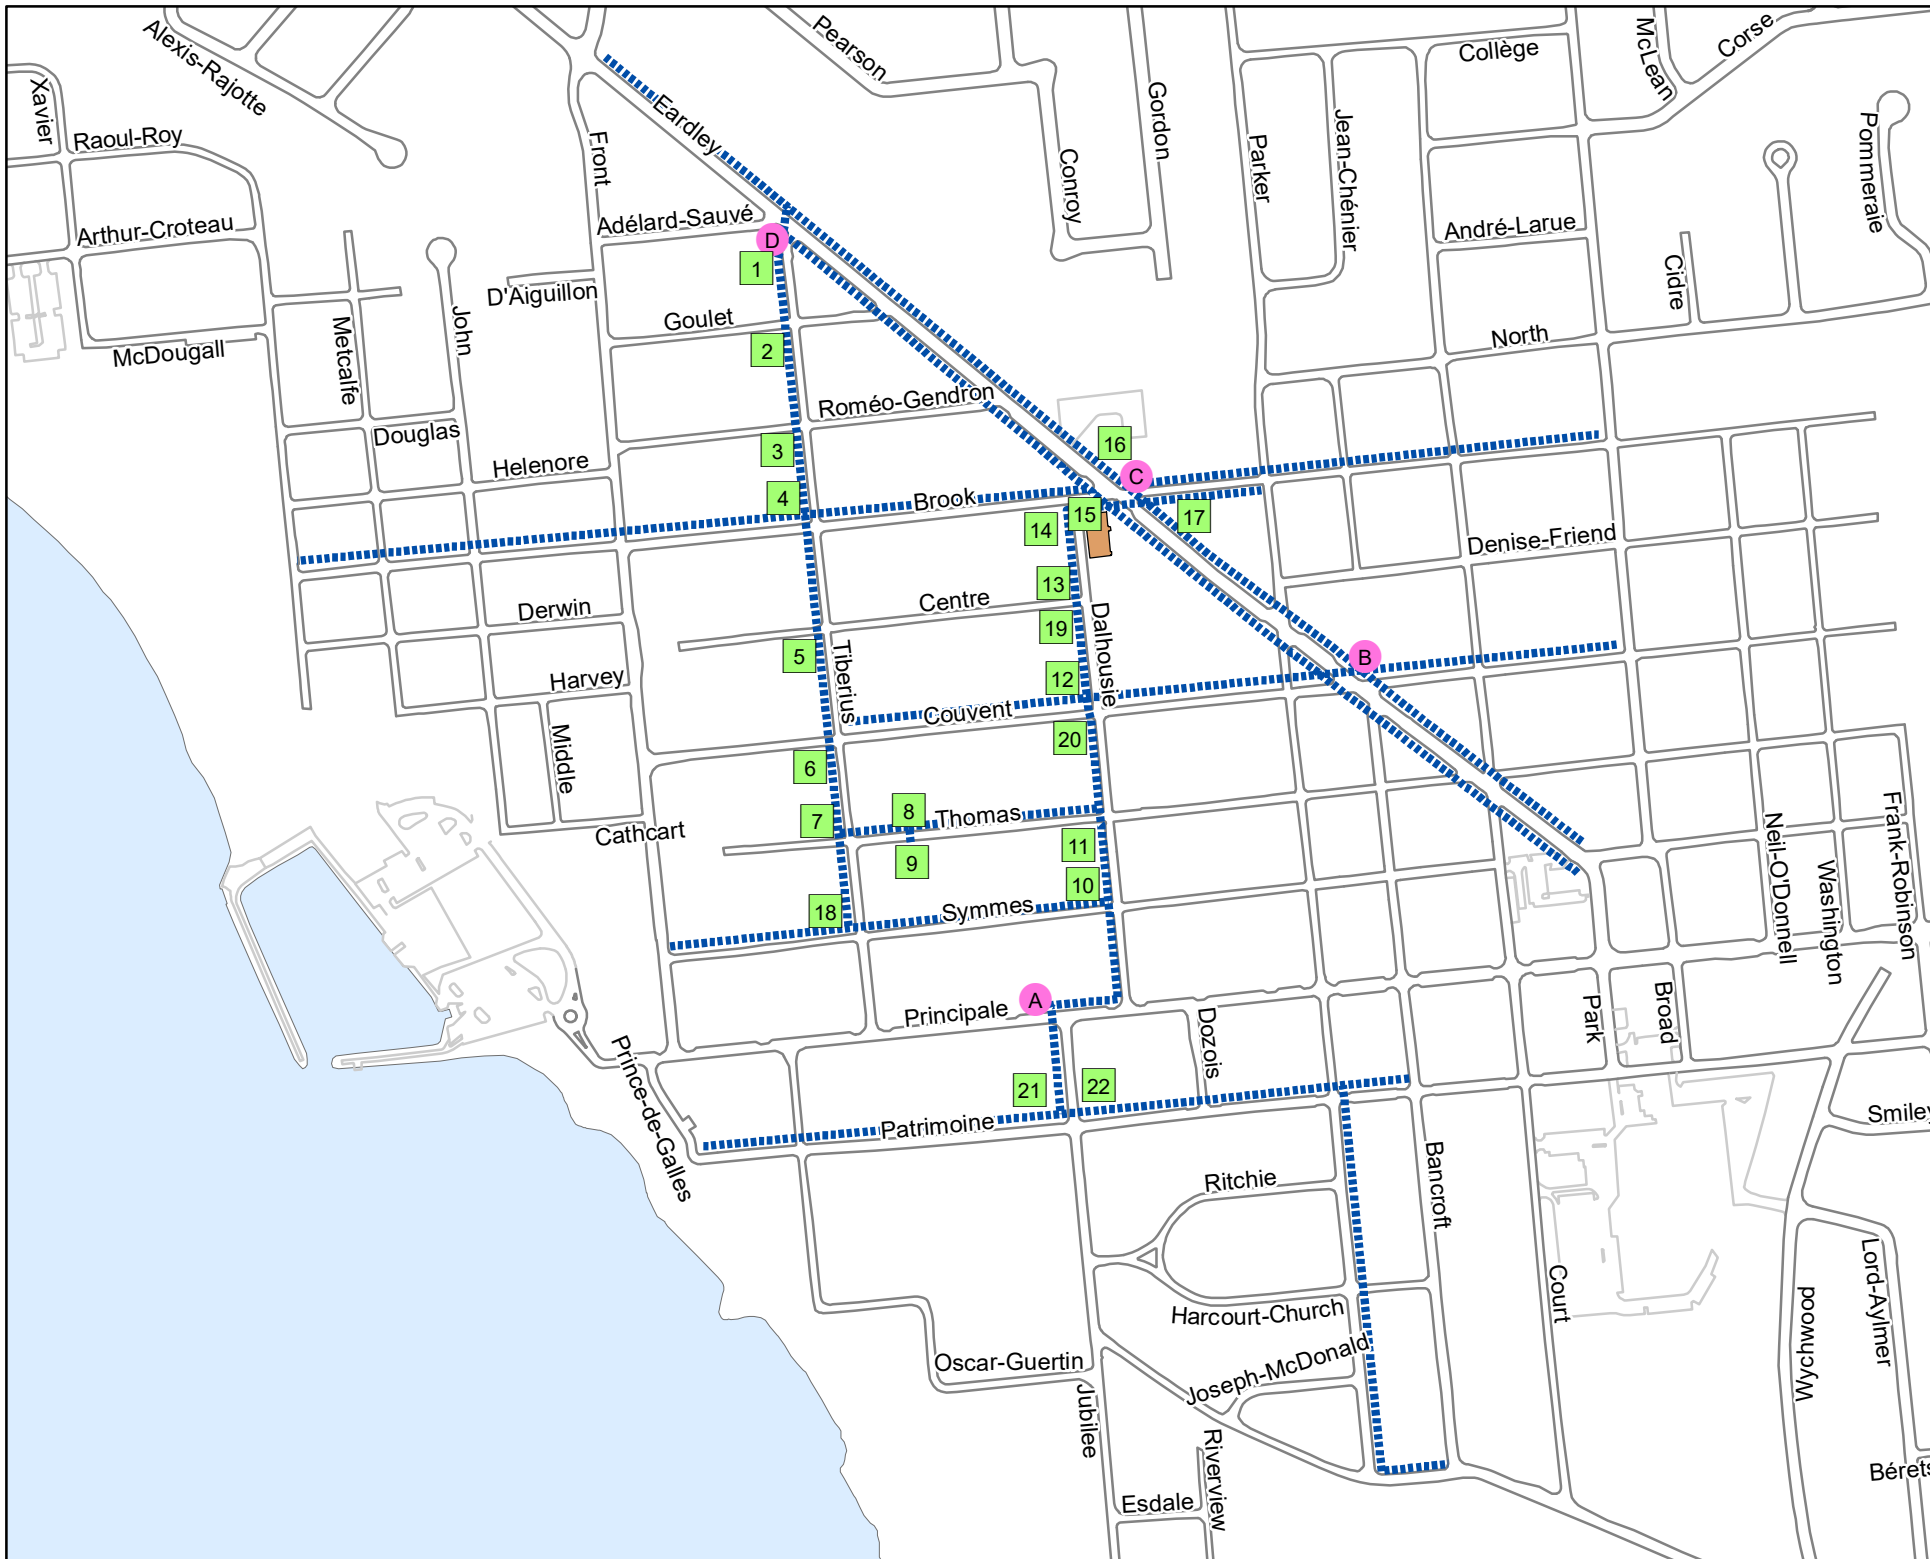 Alexis-Rajotte
Pearson
Collège
McLean
Corse
Xavier
Raoul-Roy
Eardley
Front
Gordon
Conroy
Parker
Jean-Chénier
Pommeraie
Arthur-Croteau
Adélard-Sauvé
André-Larue
D
1
Cidre
D'Aiguillon
McDougall
Metcalfe
John
Goulet
2
North
Roméo-Gendron
Douglas
Helenore
3
16
4
Brook
C
14
15
17
Denise-Friend
Derwin
Centre
13
Dalhousie
19
5
Tiberius
B
Harvey
12
Couvent
20
Middle
6
7
8
Thomas
Cathcart
9
11
10
Neil-O'Donnell
Washington
Frank-Robinson
18
Symmes
A
Principale
Dozois
Park
Broad
Prince-de-Galles
21
22
Patrimoine
Smiley
Bancroft
Ritchie
Harcourt-Church
Court
Wychwood
Lord-Aylmer
Oscar-Guertin
Joseph-McDonald
Jubilee
Riverview
Esdale
Bérets